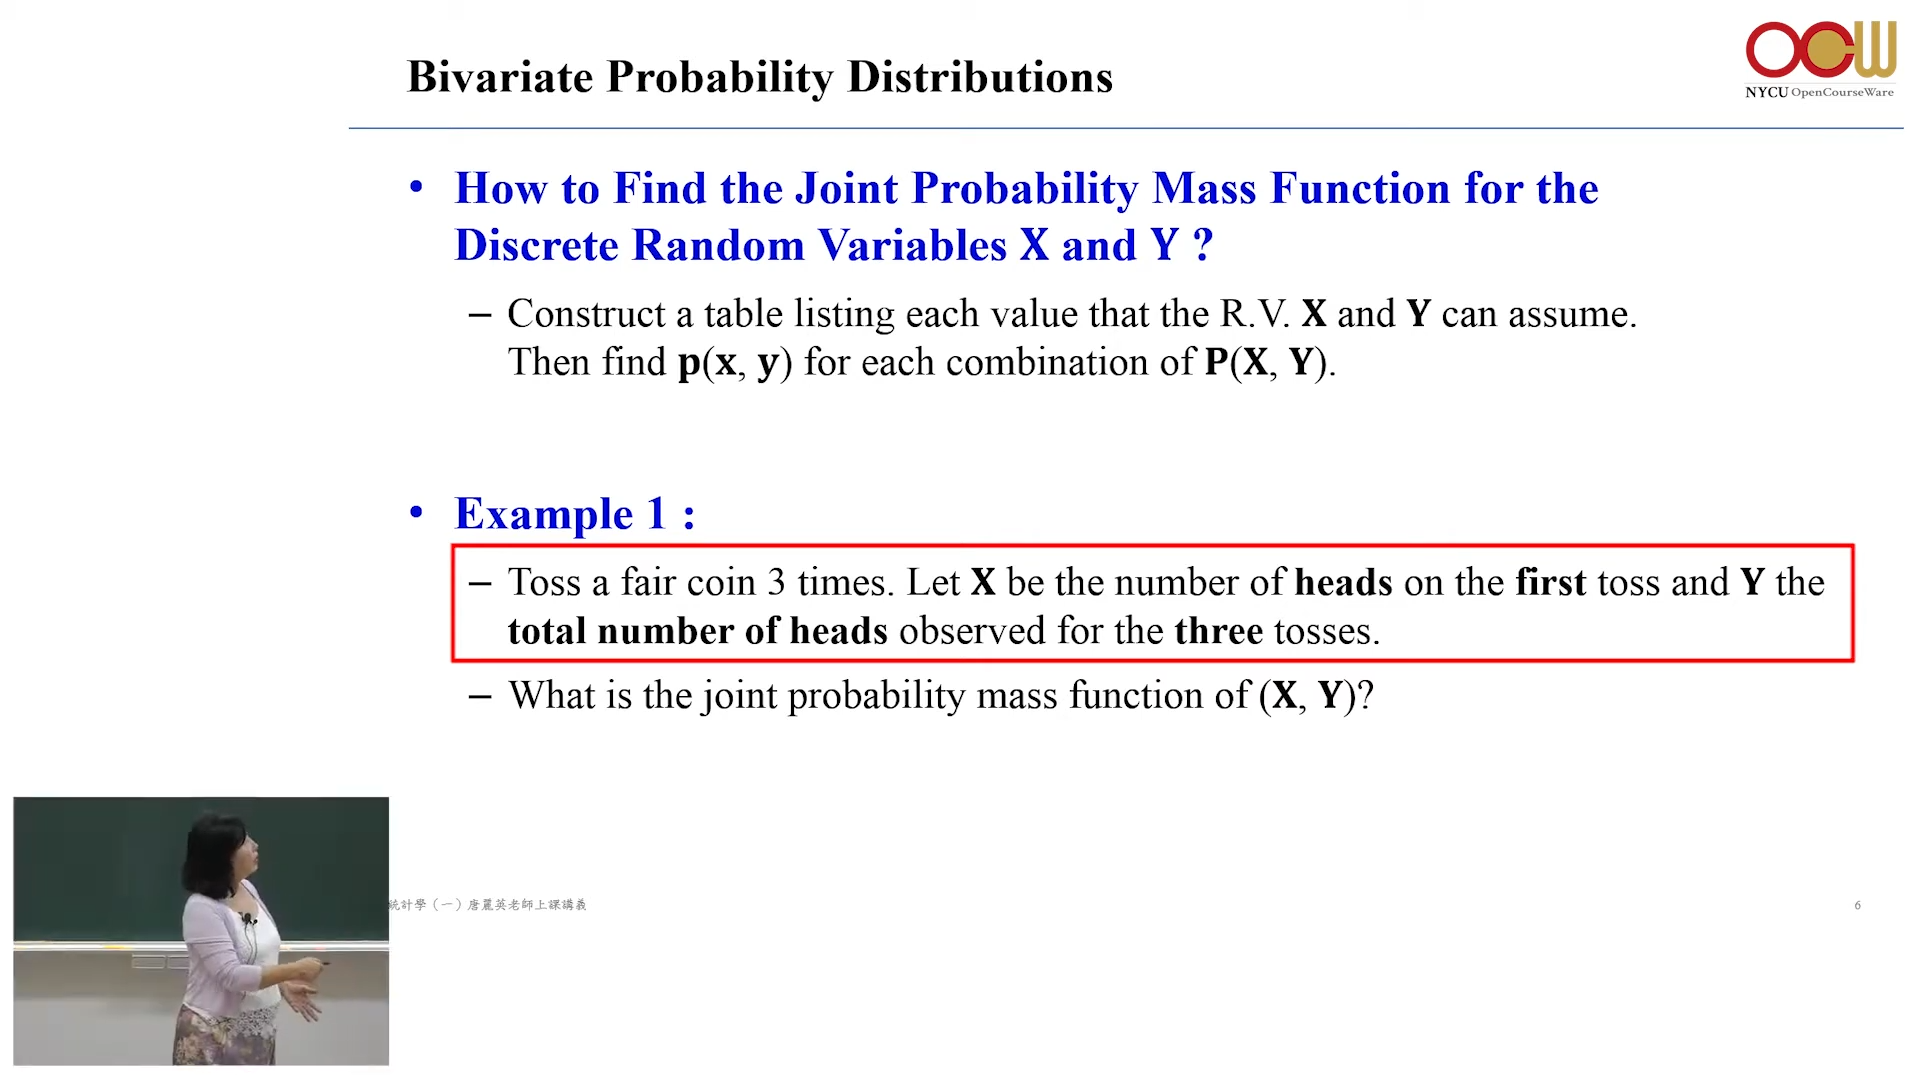 OCW
NYCU OpenCourseWare
Bivariate Probability Distributions
• How to Find the Joint Probability Mass Function for the
Discrete Random Variables X and Y ?
– Construct a table listing each value that the R.V. X and Y can assume.
Then find p(x, y) for each combination of P(X, Y).
• Example 1 :
– Toss a fair coin 3 times. Let X be the number of heads on the first toss and Y the
total number of heads observed for the three tosses.
– What is the joint probability mass function of (X, Y)?
統計學（一）唐麗英老師上課講義
6